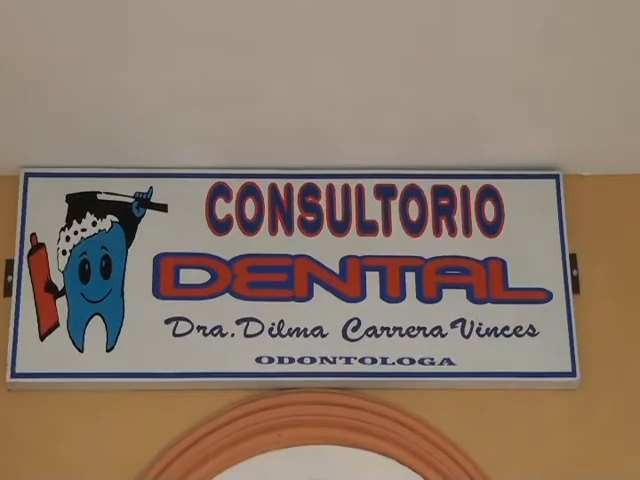 CONSULTORIO
DENTAL
Dra. Dilma Carrera Vinces
ODONTOLOGA